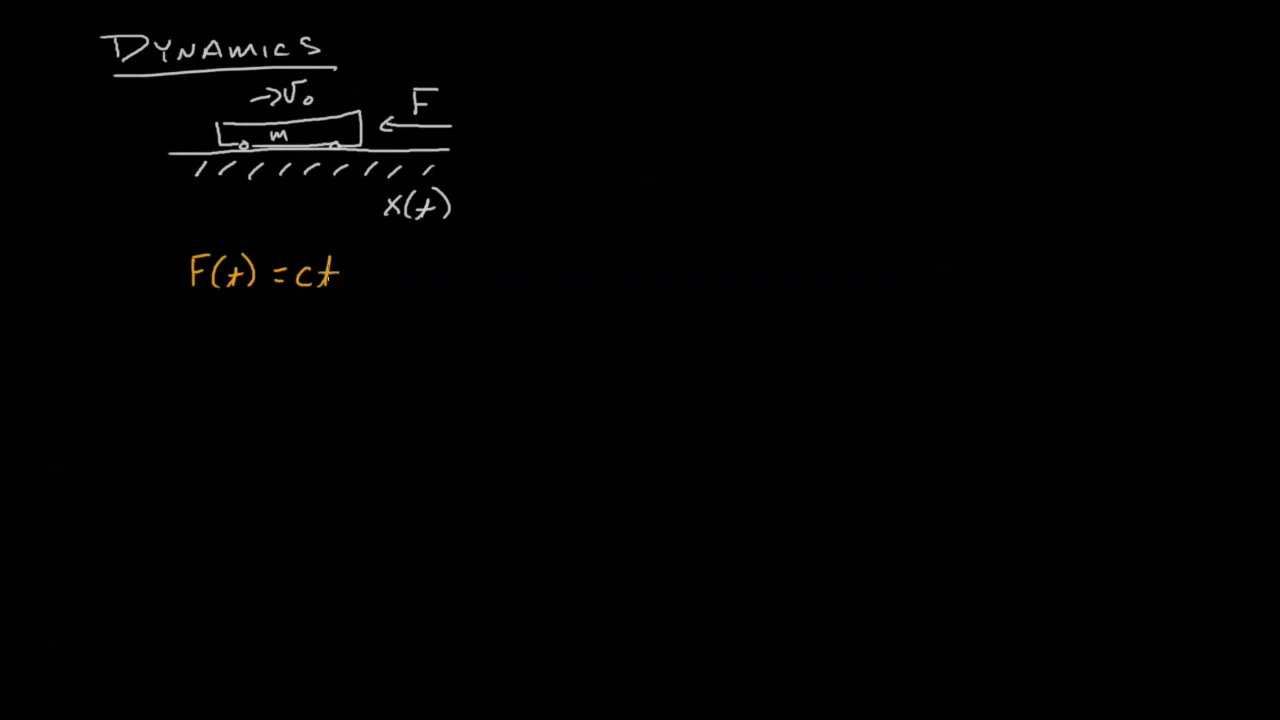 DYNAMICS
→v₀
F
m
x(t)
F(t) = ct